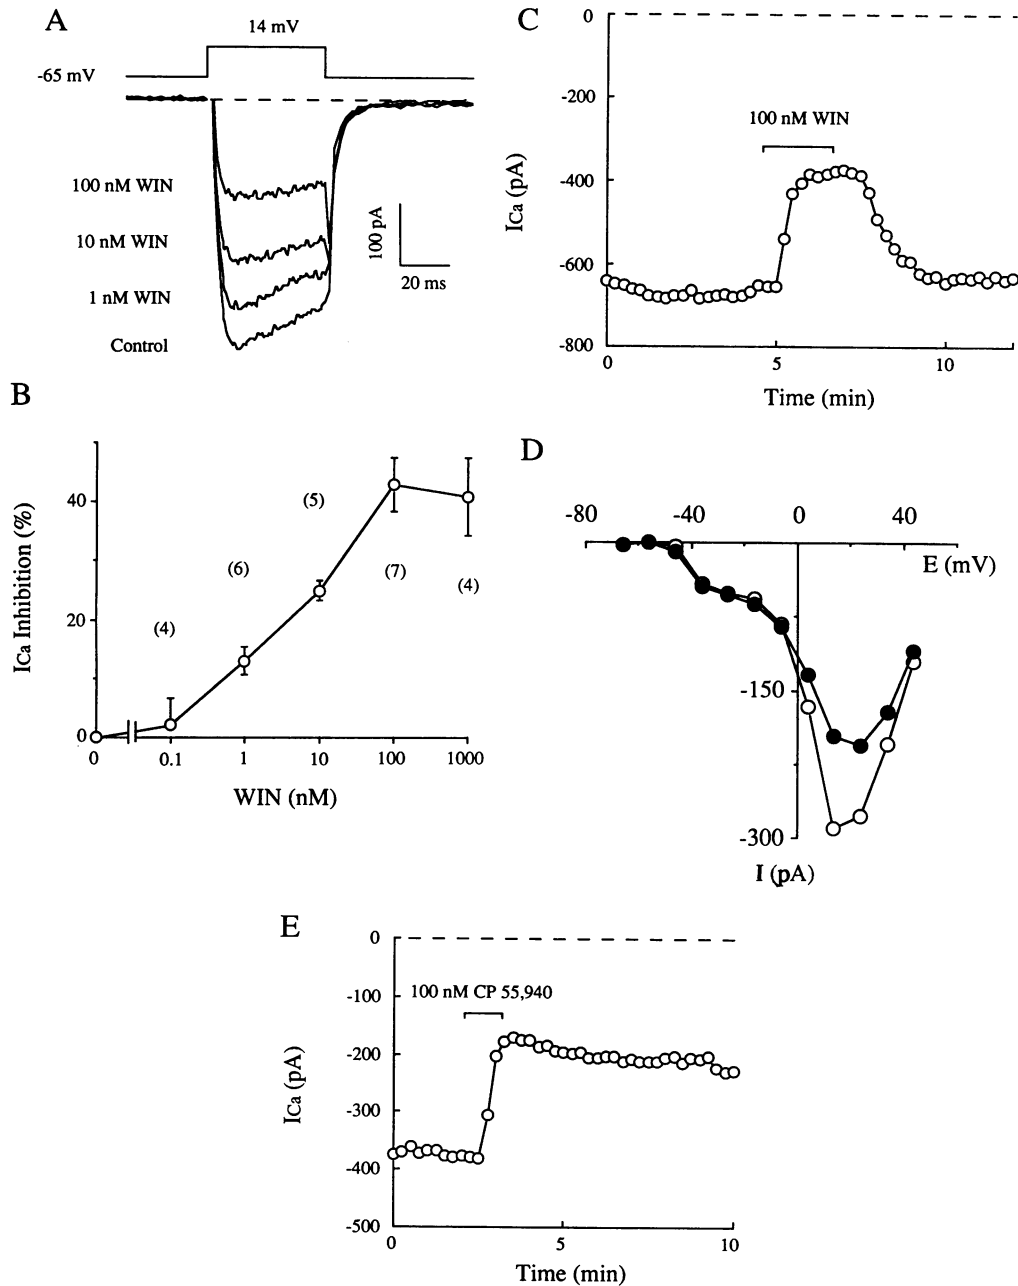 A
14 mV
-65 mV
100 nM WIN
10 nM WIN
1 nM WIN
Control
100 pA
20 ms
B
ICa Inhibition (%)
40
20
0
(4)
(6)
(5)
(7)
(4)
0 0.1 1 10 100 1000
WIN (nM)
C
ICa (pA)
0
-200
-400
-600
-800
100 nM WIN
0 5 10
Time (min)
D
-80 -40 0 40
E (mV)
-150
-300
I (pA)
E
ICa (pA)
0
-100
-200
-300
-400
-500
100 nM CP 55,940
0 5 10
Time (min)